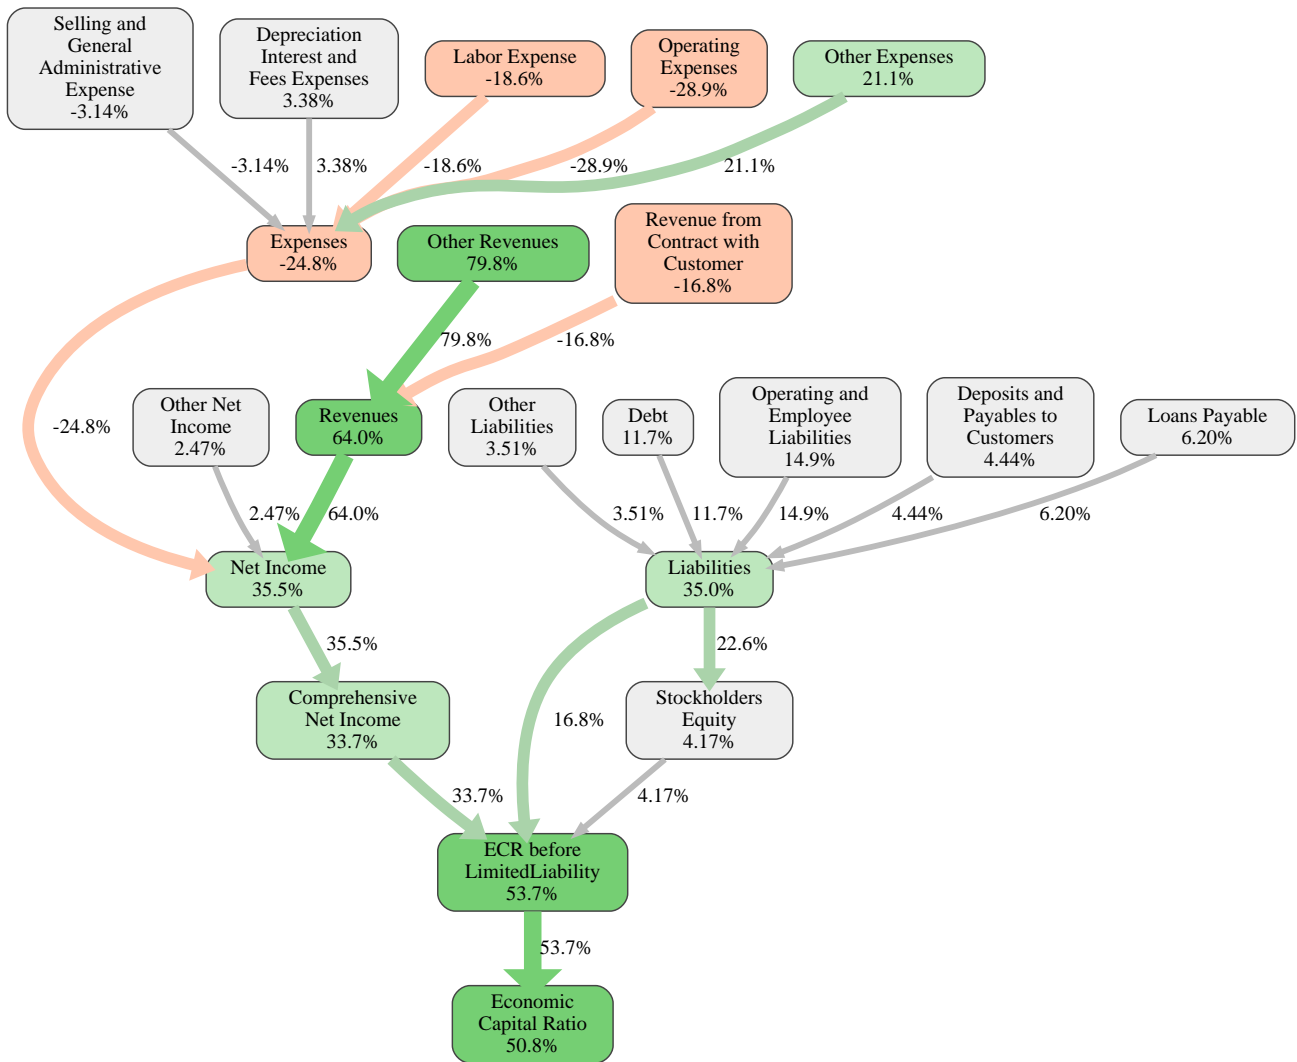 Selling and
General
Administrative
Expense
-3.14%
Depreciation
Interest and
Fees Expenses
3.38%
Labor Expense
-18.6%
Operating
Expenses
-28.9%
Other Expenses
21.1%
-3.14%
3.38%
-18.6%
-28.9%
21.1%
Expenses
-24.8%
Other Revenues
79.8%
Revenue from
Contract with
Customer
-16.8%
79.8%
-16.8%
-24.8%
Other Net
Income
2.47%
Revenues
64.0%
Other
Liabilities
3.51%
Debt
11.7%
Operating and
Employee
Liabilities
14.9%
Deposits and
Payables to
Customers
4.44%
Loans Payable
6.20%
2.47%
64.0%
3.51%
11.7%
14.9%
4.44%
6.20%
Net Income
35.5%
Liabilities
35.0%
35.5%
22.6%
Comprehensive
Net Income
33.7%
16.8%
Stockholders
Equity
4.17%
33.7%
4.17%
ECR before
LimitedLiability
53.7%
53.7%
Economic
Capital Ratio
50.8%